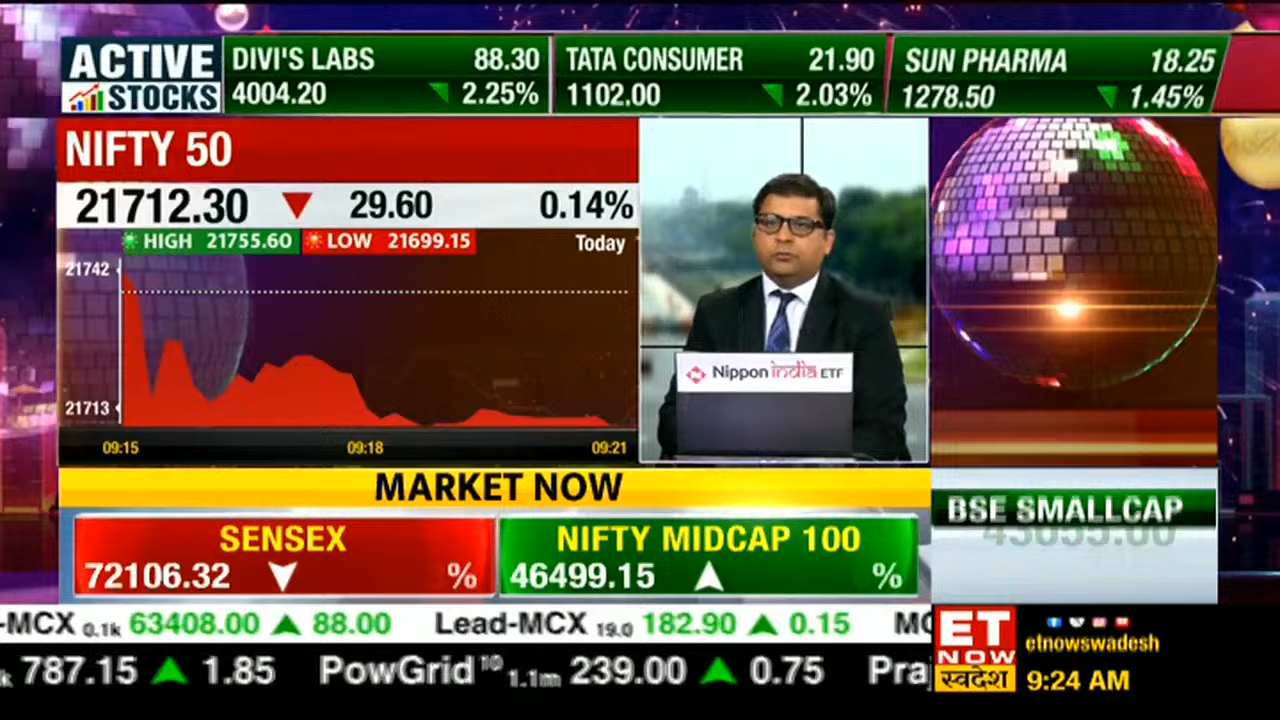 ACTIVE
STOCKS
DIVI'S LABS 88.30
4004.20 2.25%
TATA CONSUMER 21.90
1102.00 2.03%
SUN PHARMA 18.25
1278.50 1.45%
NIFTY 50
21712.30 29.60 0.14%
HIGH 21755.60 LOW 21699.15 Today
21742
21713
09:15 09:18 09:21
Nippon india ETF
MARKET NOW
SENSEX
72106.32 %
NIFTY MIDCAP 100
46499.15 %
BSE SMALLCAP
-MCX 0.1k 63408.00 88.00 Lead-MCX 19.0 182.90 0.15
787.15 1.85 PowGrid 10 1.1m 239.00 0.75
ET
NOW
स्वदेश
etnowswadesh
9:24 AM